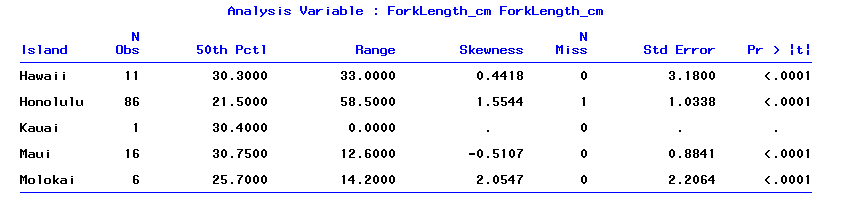 Analysis Variable : ForkLength_cm ForkLength_cm
Island N Obs 50th Pctl Range Skewness N Miss Std Error Pr > |t|
Hawaii 11 30.3000 33.0000 0.4418 0 3.1800 <.0001
Honolulu 86 21.5000 58.5000 1.5544 1 1.0338 <.0001
Kauai 1 30.4000 0.0000 . 0 . .
Maui 16 30.7500 12.6000 -0.5107 0 0.8841 <.0001
Molokai 6 25.7000 14.2000 2.0547 0 2.2064 <.0001